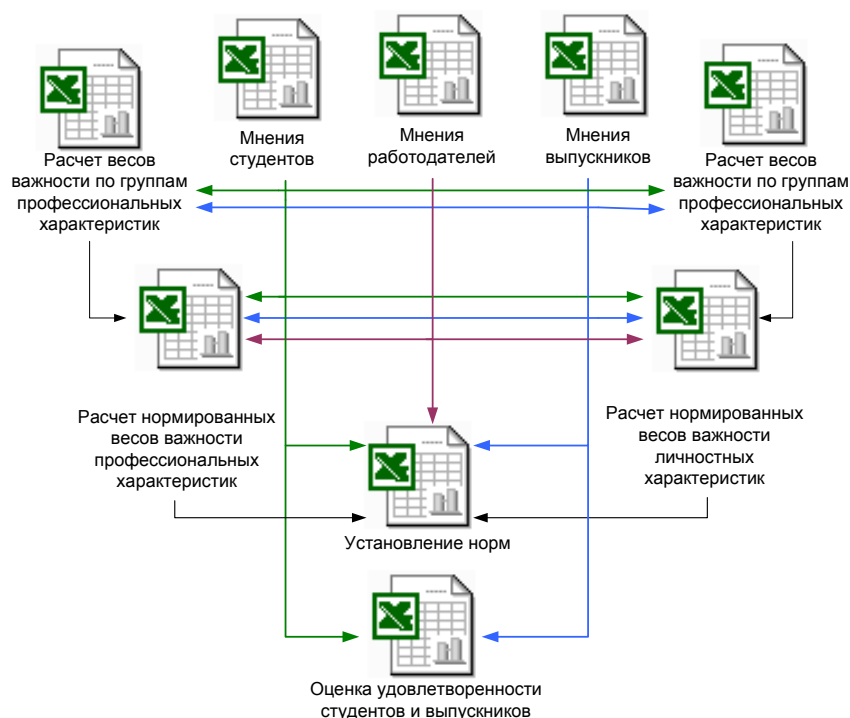 Мнения
студентов
Мнения
работодателей
Мнения
выпускников
Расчет весов
важности по группам
профессиональных
характеристик
Расчет весов
важности по группам
профессиональных
характеристик
Расчет нормированных
весов важности
профессиональных
характеристик
Расчет нормированных
весов важности
личностных
характеристик
Установление норм
Оценка удовлетворенности
студентов и выпускников